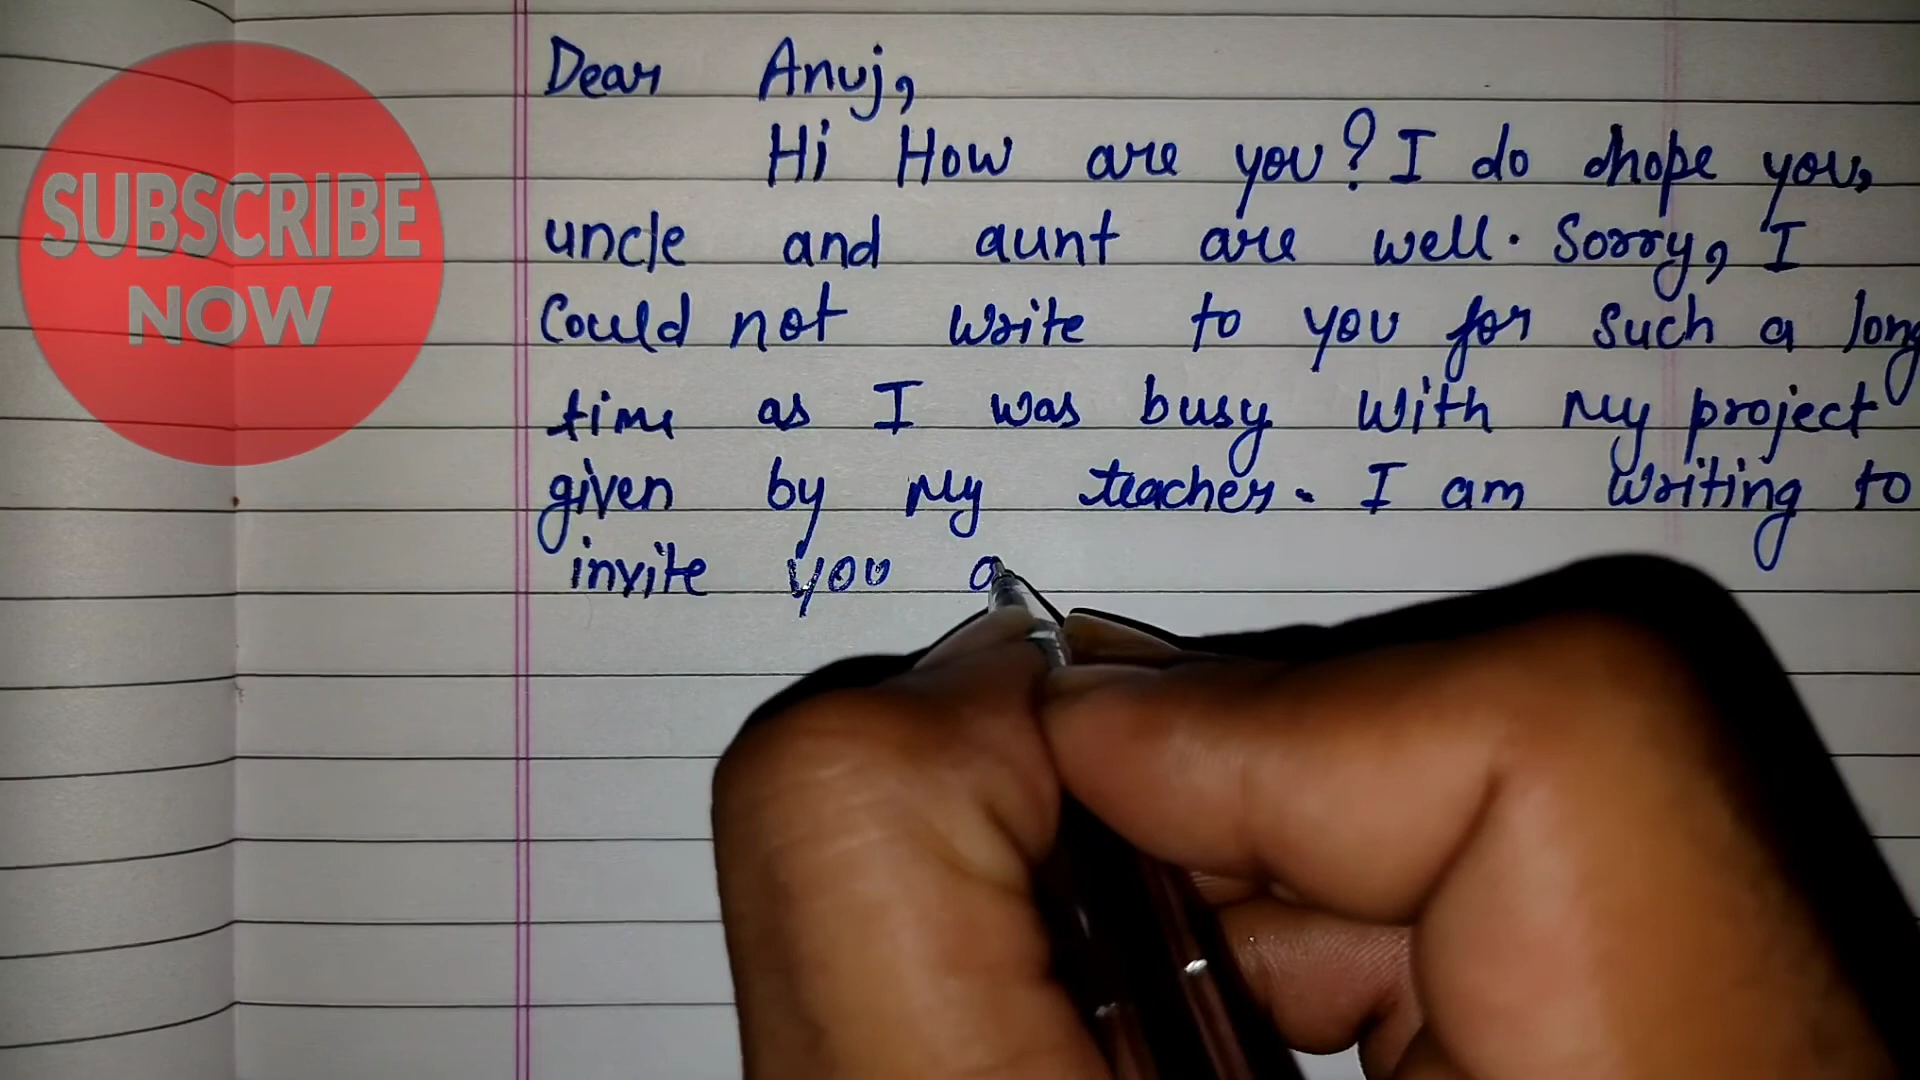 SUBSCRIBE
NOW
Dear Anuj,
Hi How are you? I do hope you,
uncle and aunt are well. Sorry, I
Could not write to you for such a long
time as I was busy with my project
given by my teacher. I am writing to
invite you a